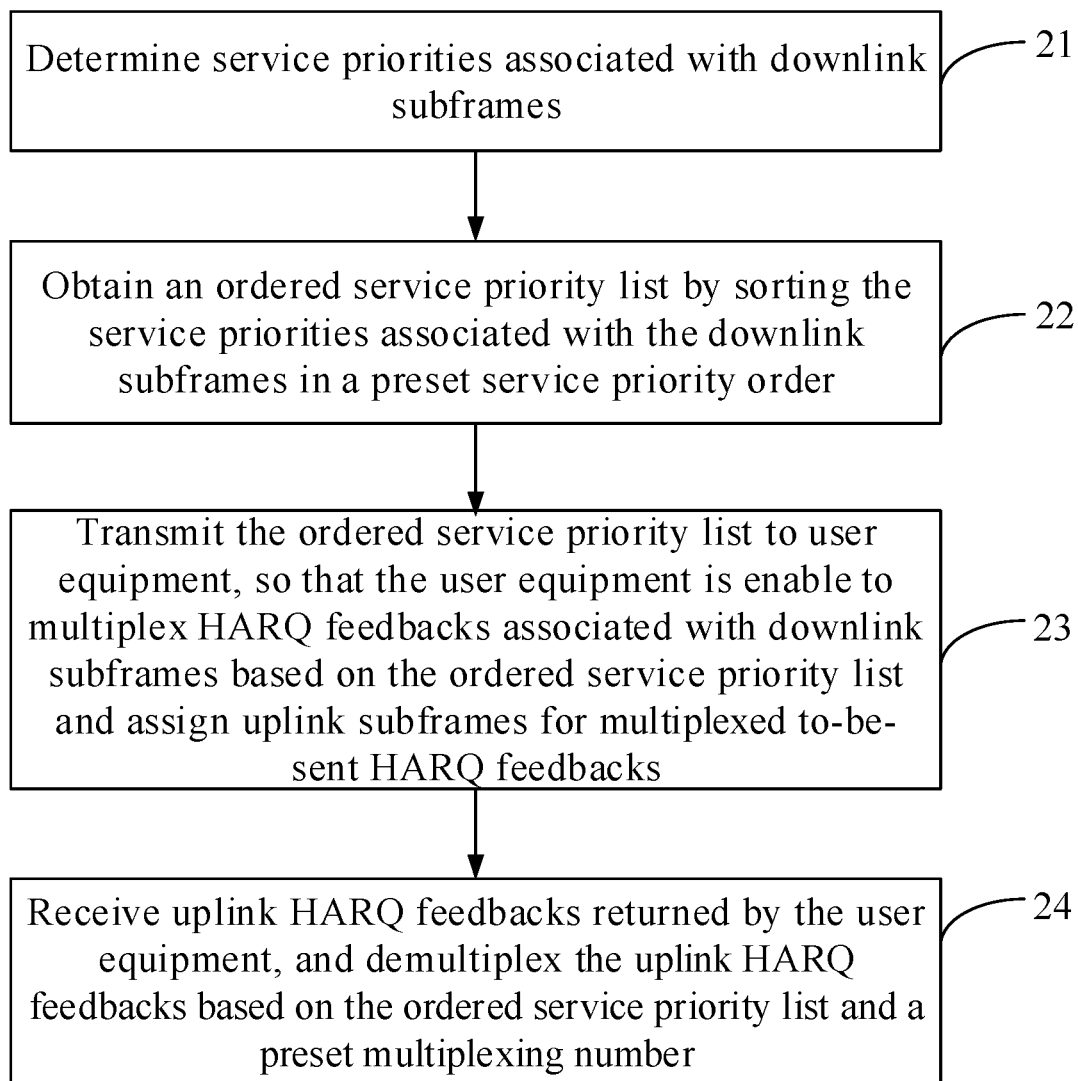 Determine service priorities associated with downlink
subframes
21
Obtain an ordered service priority list by sorting the
service priorities associated with the downlink
subframes in a preset service priority order
22
Transmit the ordered service priority list to user
equipment, so that the user equipment is enable to
multiplex HARQ feedbacks associated with downlink
subframes based on the ordered service priority list
and assign uplink subframes for multiplexed to-be-
sent HARQ feedbacks
23
Receive uplink HARQ feedbacks returned by the user
equipment, and demultiplex the uplink HARQ
feedbacks based on the ordered service priority list and a
preset multiplexing number
24